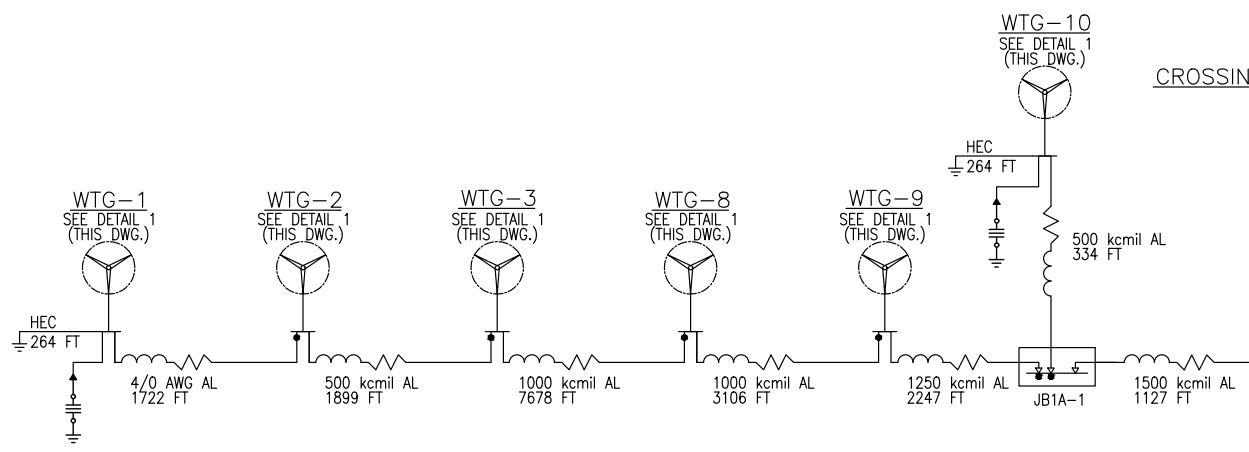 WTG-10
SEE DETAIL 1
(THIS DWG.)
CROSSIN
HEC
264 FT
500 kcmil AL
334 FT
WTG-1
SEE DETAIL 1
(THIS DWG.)
WTG-2
SEE DETAIL 1
(THIS DWG.)
WTG-3
SEE DETAIL 1
(THIS DWG.)
WTG-8
SEE DETAIL 1
(THIS DWG.)
WTG-9
SEE DETAIL 1
(THIS DWG.)
HEC
264 FT
4/0 AWG AL
1722 FT
500 kcmil AL
1899 FT
1000 kcmil AL
7678 FT
1000 kcmil AL
3106 FT
1250 kcmil AL
2247 FT
JB1A-1
1500 kcmil AL
1127 FT